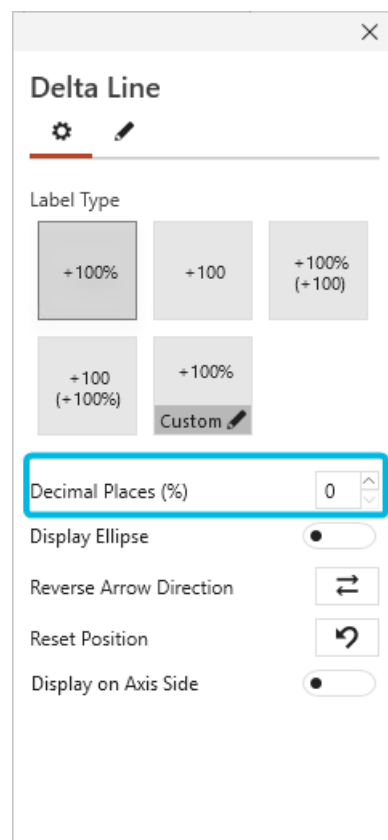 Delta Line
Label Type
+100%
+100
+100%
(+100)
+100
(+100%)
+100%
Custom
Decimal Places (%)
0
Display Ellipse
Reverse Arrow Direction
Reset Position
Display on Axis Side